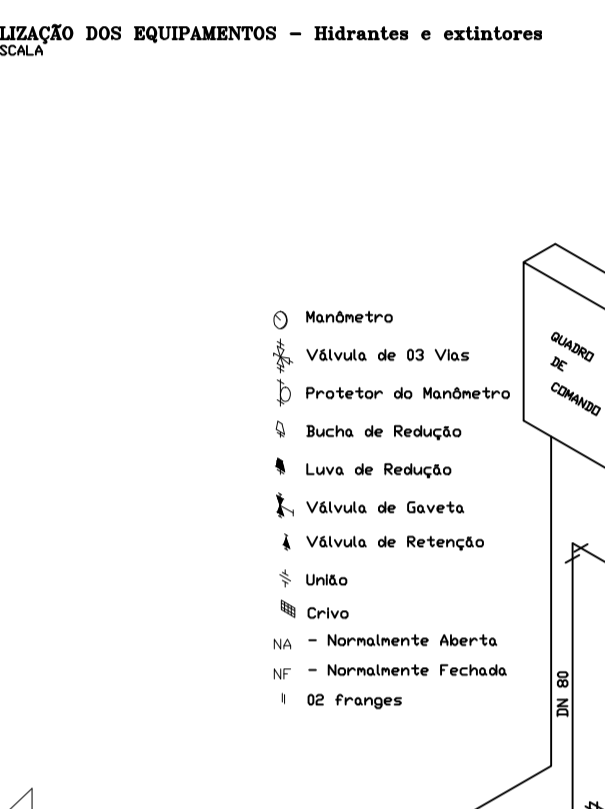 LIZAÇÃO DOS EQUIPAMENTOS - Hidrantes e extintores
SCALA
Manômetro
Válvula de 03 Vias
Protetor do Manômetro
Bucha de Redução
Luva de Redução
Válvula de Gaveta
Válvula de Retenção
União
Crivo
NA - Normalmente Aberta
NF - Normalmente Fechada
02 franges
QUADRO
DE
COMANDO
DN 80